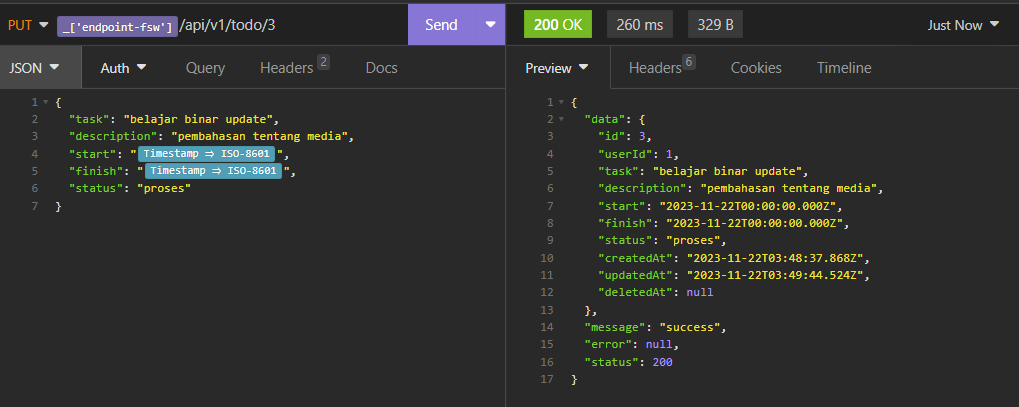 PUT _['endpoint-fsw'] /api/v1/todo/3 Send
200 OK 260 ms 329 B Just Now
JSON Auth Query Headers 2 Docs
Preview Headers 6 Cookies Timeline
1 {
2 "task": "belajar binar update",
3 "description": "pembahasan tentang media",
4 "start": "Timestamp ⇒ ISO-8601",
5 "finish": "Timestamp ⇒ ISO-8601",
6 "status": "proses"
7 }
1 {
2 "data": {
3 "id": 3,
4 "userId": 1,
5 "task": "belajar binar update",
6 "description": "pembahasan tentang media",
7 "start": "2023-11-22T00:00:00.000Z",
8 "finish": "2023-11-22T00:00:00.000Z",
9 "status": "proses",
10 "createdAt": "2023-11-22T03:48:37.868Z",
11 "updatedAt": "2023-11-22T03:49:44.524Z",
12 "deletedAt": null
13 },
14 "message": "success",
15 "error": null,
16 "status": 200
17 }